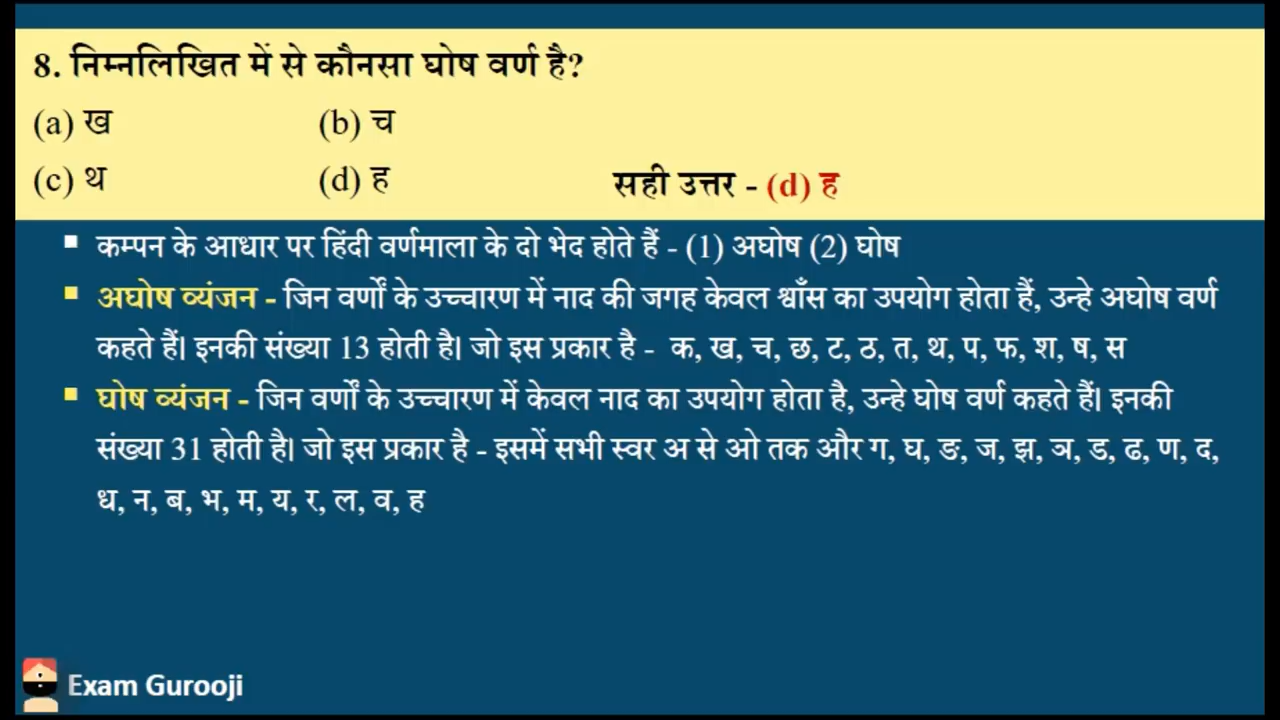 8. निम्नलिखित में से कौनसा घोष वर्ण है?
(a) ख (b) च
(c) थ (d) ह सही उत्तर - (d) ह
▪ कम्पन के आधार पर हिंदी वर्णमाला के दो भेद होते हैं - (1) अघोष (2) घोष
▪ अघोष व्यंजन - जिन वर्णों के उच्चारण में नाद की जगह केवल श्वाँस का उपयोग होता हैं, उन्हे अघोष वर्ण
कहते हैं। इनकी संख्या 13 होती है। जो इस प्रकार है - क, ख, च, छ, ट, ठ, त, थ, प, फ, श, ष, स
▪ घोष व्यंजन - जिन वर्णों के उच्चारण में केवल नाद का उपयोग होता है, उन्हे घोष वर्ण कहते हैं। इनकी
संख्या 31 होती है। जो इस प्रकार है - इसमें सभी स्वर अ से ओ तक और ग, घ, ङ, ज, झ, ञ, ड, ढ, ण, द,
ध, न, ब, भ, म, य, र, ल, व, ह
Exam Gurooji